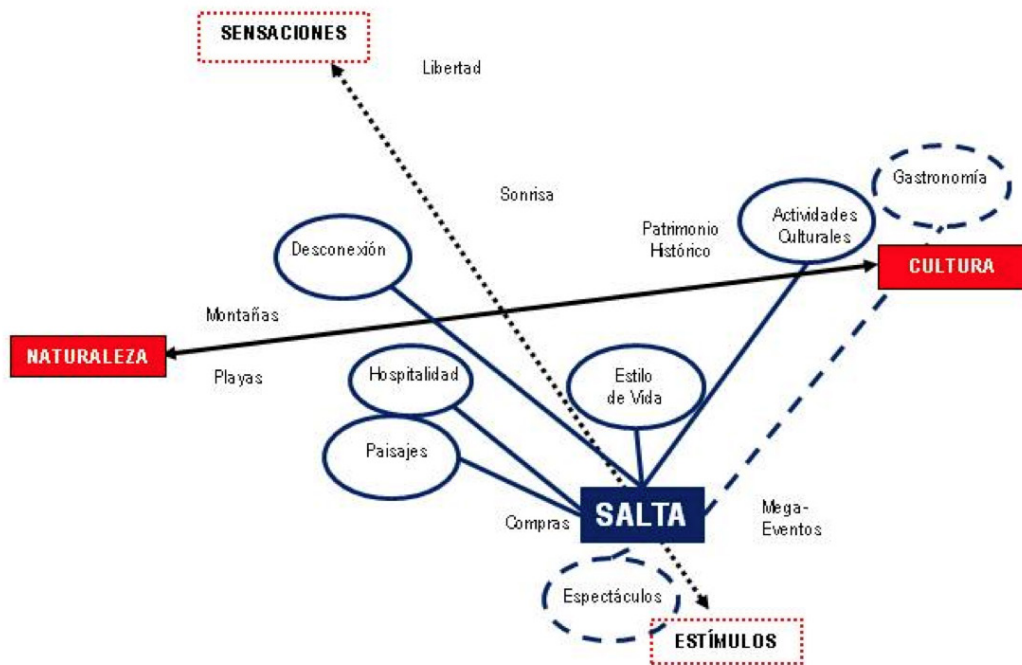 SENSACIONES
Libertad
Gastronomía
Sonrisa
Actividades
Culturales
Patrimonio
Histórico
Desconexión
CULTURA
Montañas
NATURALEZA
Playas
Hospitalidad
Estilo
de Vida
Paisajes
SALTA
Compras
Mega-
Eventos
Espectáculos
ESTÍMULOS